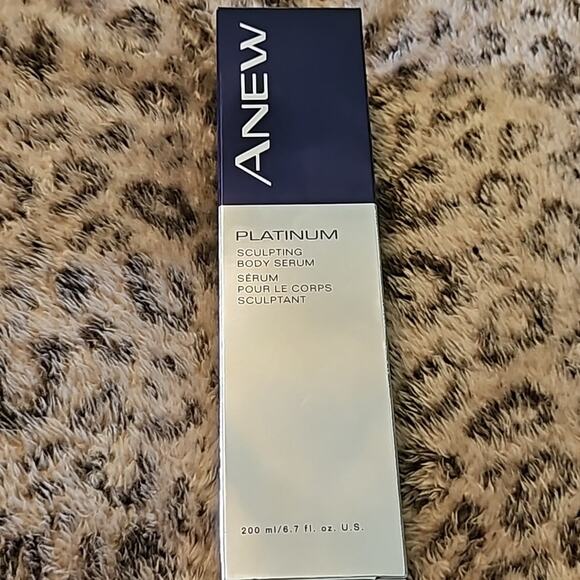 ANEW
PLATINUM
SCULPTING
BODY SERUM
SÉRUM
POUR LE CORPS
SCULPTANT
200 ml/6.7 fl. oz. U.S.